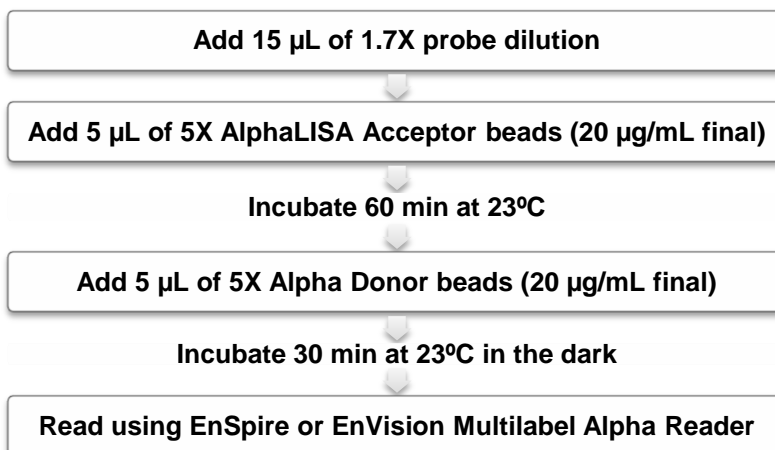 Add 15 µL of 1.7X probe dilution
Add 5 µL of 5X AlphaLISA Acceptor beads (20 µg/mL final)
Incubate 60 min at 23ºC
Add 5 µL of 5X Alpha Donor beads (20 µg/mL final)
Incubate 30 min at 23ºC in the dark
Read using EnSpire or EnVision Multilabel Alpha Reader